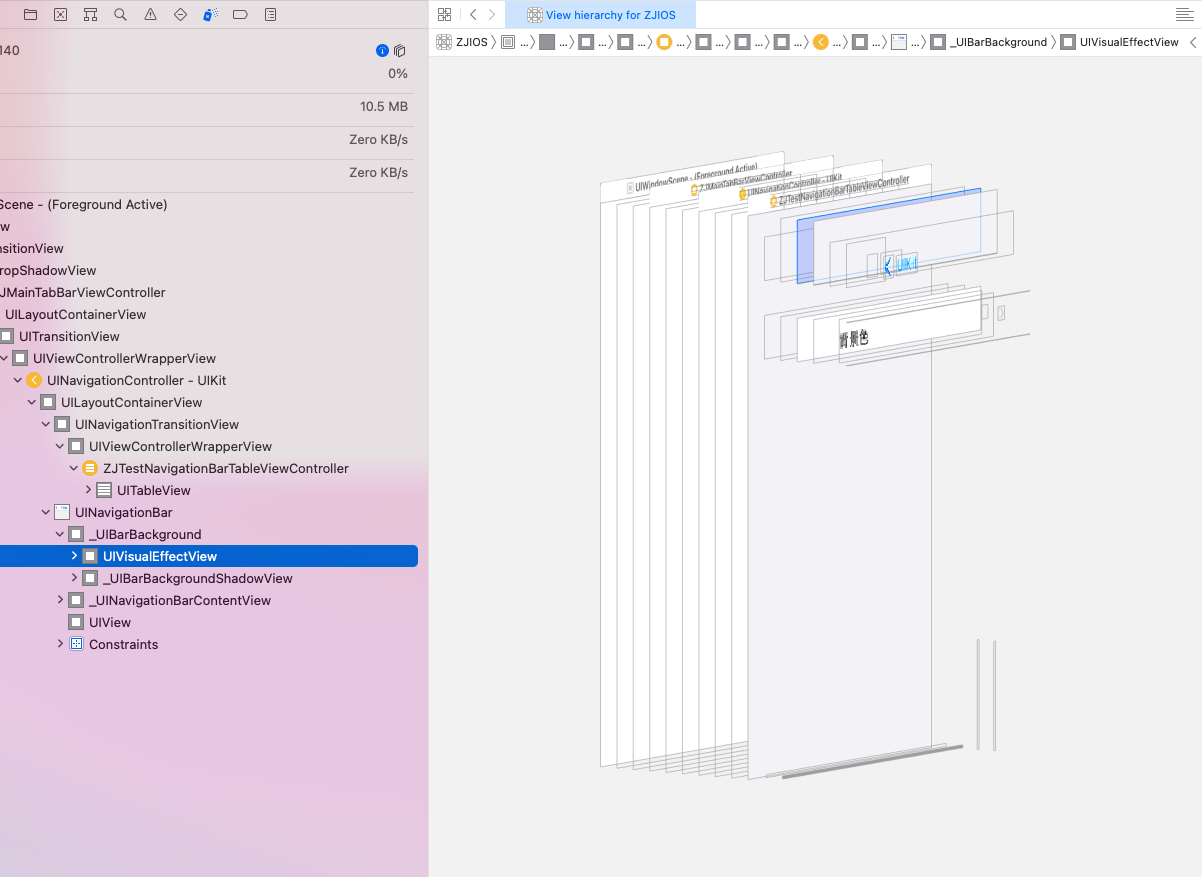 View hierarchy for ZJIOS
ZJIOS ... ... ... ... ... ... ... ... ... ... _UIBarBackground UIVisualEffectView
140
0%
10.5 MB
Zero KB/s
Zero KB/s
Scene - (Foreground Active)
w
nsitionView
ropShadowView
JMainTabBarViewController
UILayoutContainerView
UITransitionView
UIViewControllerWrapperView
UINavigationController - UIKit
UILayoutContainerView
UINavigationTransitionView
UIViewControllerWrapperView
ZJTestNavigationBarTableViewController
UITableView
UINavigationBar
_UIBarBackground
UIVisualEffectView
_UIBarBackgroundShadowView
_UINavigationBarContentView
UIView
Constraints
UIWindowScene - (Foreground Active)
ZJMainTabBarViewController
UINavigationController - UIKit
ZJTestNavigationBarTableViewController
UIKit
背景色